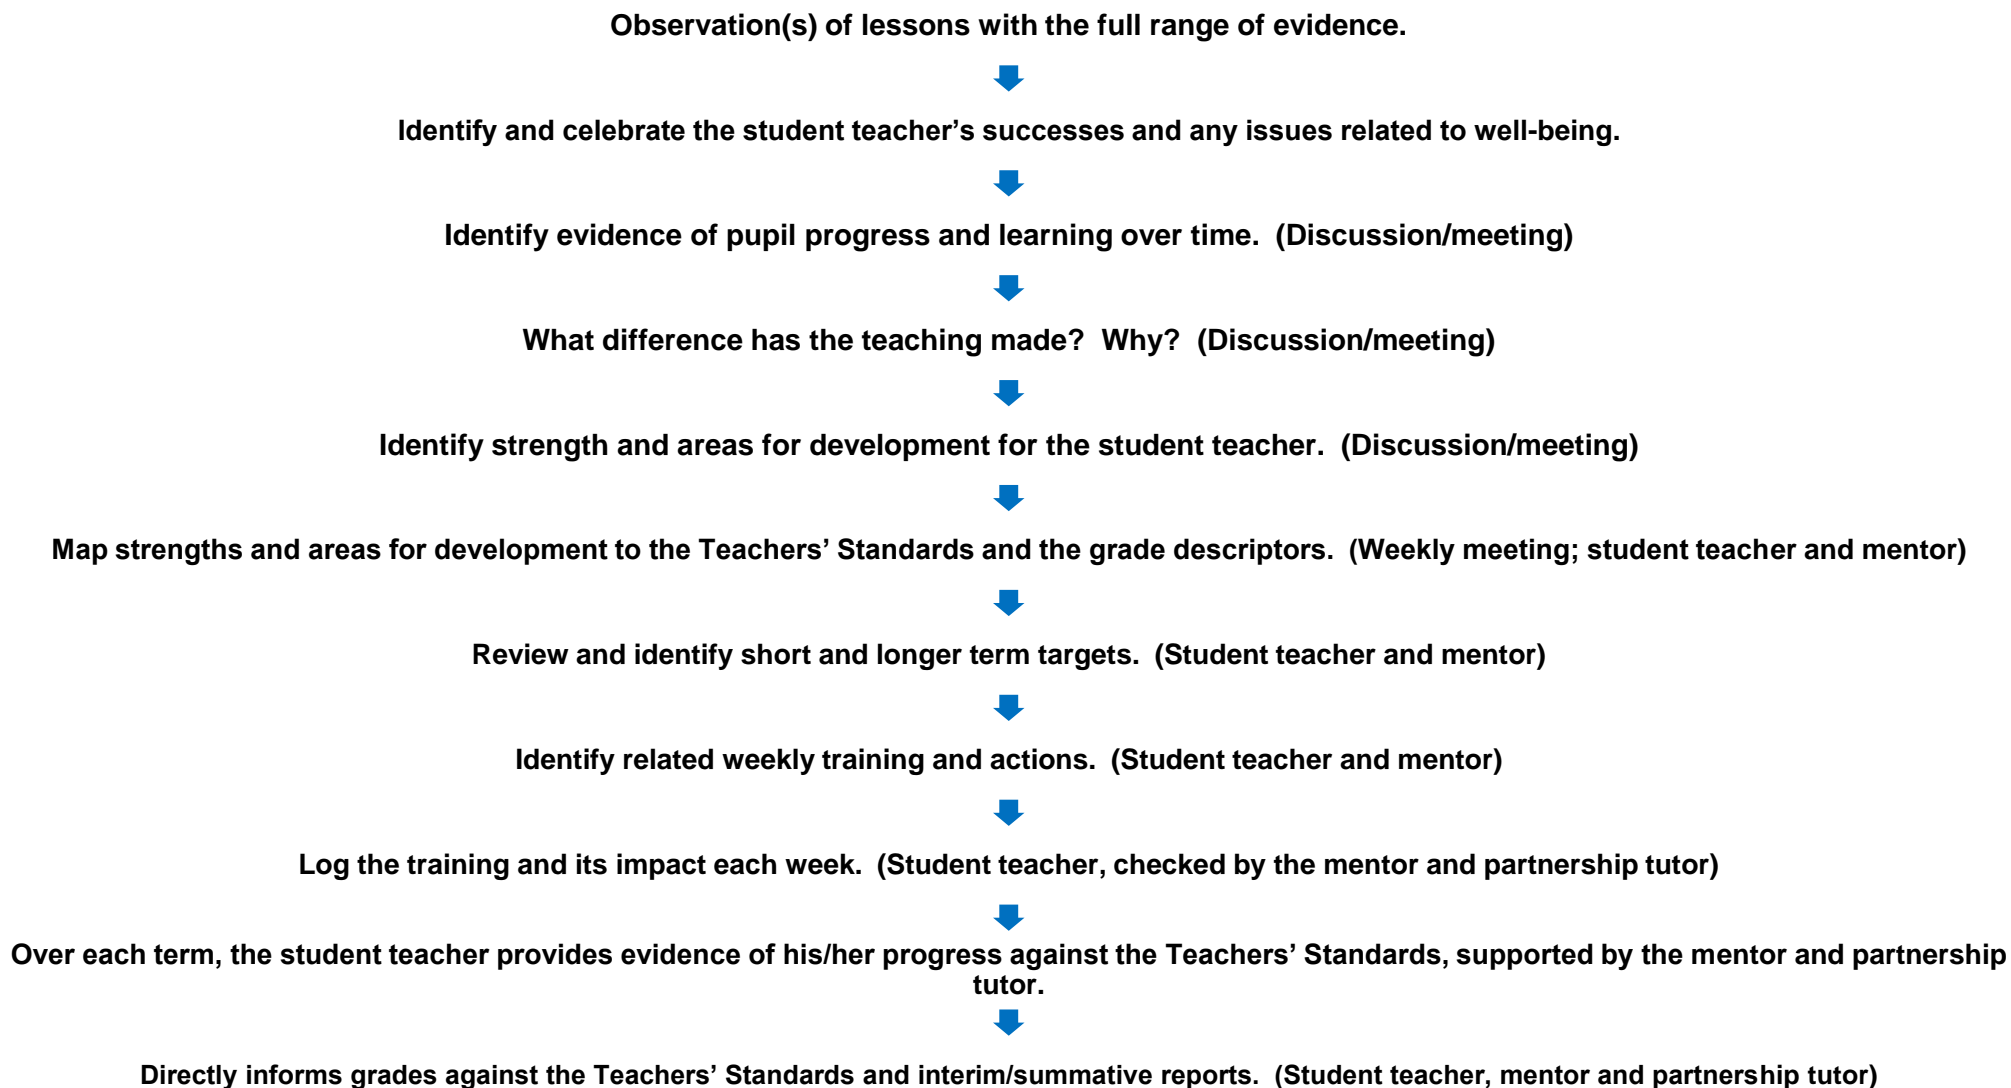 Observation(s) of lessons with the full range of evidence.
Identify and celebrate the student teacher’s successes and any issues related to well-being.
Identify evidence of pupil progress and learning over time.  (Discussion/meeting)
What difference has the teaching made?  Why?  (Discussion/meeting)
Identify strength and areas for development for the student teacher.  (Discussion/meeting)
Map strengths and areas for development to the Teachers’ Standards and the grade descriptors.  (Weekly meeting; student teacher and mentor)
Review and identify short and longer term targets.  (Student teacher and mentor)
Identify related weekly training and actions.  (Student teacher and mentor)
Log the training and its impact each week.  (Student teacher, checked by the mentor and partnership tutor)
Over each term, the student teacher provides evidence of his/her progress against the Teachers’ Standards, supported by the mentor and partnership
tutor.
Directly informs grades against the Teachers’ Standards and interim/summative reports.  (Student teacher, mentor and partnership tutor)